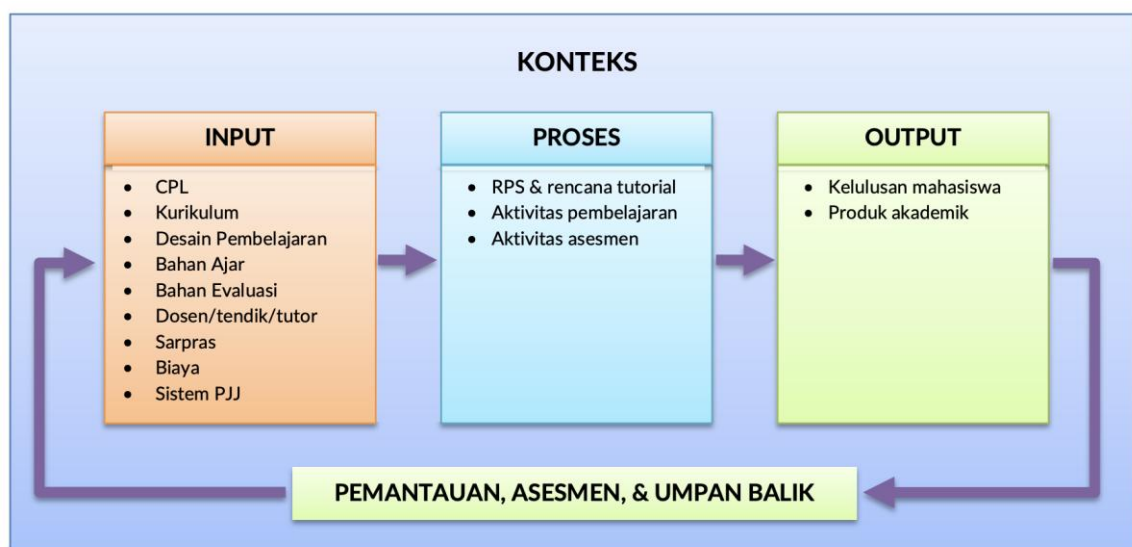 KONTEKS
INPUT
• CPL
• Kurikulum
• Desain Pembelajaran
• Bahan Ajar
• Bahan Evaluasi
• Dosen/tendik/tutor
• Sarpras
• Biaya
• Sistem PJJ
PROSES
• RPS & rencana tutorial
• Aktivitas pembelajaran
• Aktivitas asesmen
OUTPUT
• Kelulusan mahasiswa
• Produk akademik
PEMANTAUAN, ASESMEN, & UMPAN BALIK